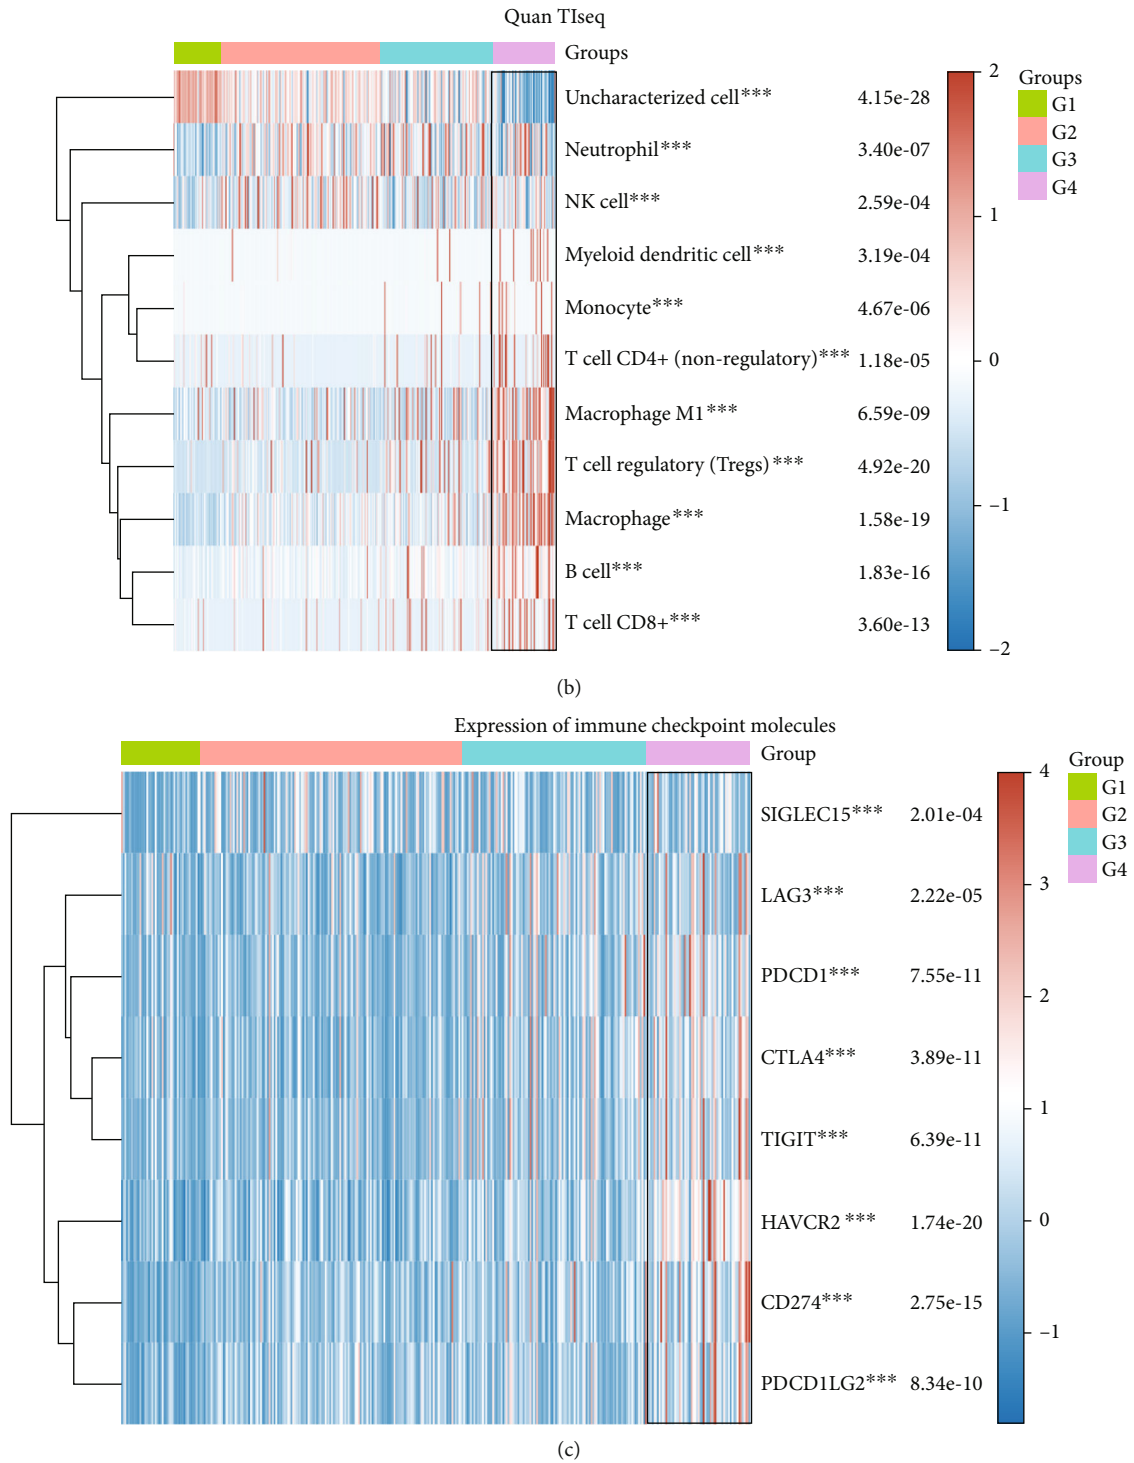 Quan TIseq
Groups
Uncharacterized cell*** 4.15e-28
Neutrophil*** 3.40e-07
NK cell*** 2.59e-04
Myeloid dendritic cell*** 3.19e-04
Monocyte*** 4.67e-06
T cell CD4+ (non-regulatory)*** 1.18e-05
Macrophage M1*** 6.59e-09
T cell regulatory (Tregs)*** 4.92e-20
Macrophage*** 1.58e-19
B cell*** 1.83e-16
T cell CD8+*** 3.60e-13
2
1
0
−1
−2
Groups
G1
G2
G3
G4
(b)
Expression of immune checkpoint molecules
Group
SIGLEC15*** 2.01e-04
LAG3*** 2.22e-05
PDCD1*** 7.55e-11
CTLA4*** 3.89e-11
TIGIT*** 6.39e-11
HAVCR2*** 1.74e-20
CD274*** 2.75e-15
PDCD1LG2*** 8.34e-10
4
3
2
1
0
−1
Group
G1
G2
G3
G4
(c)